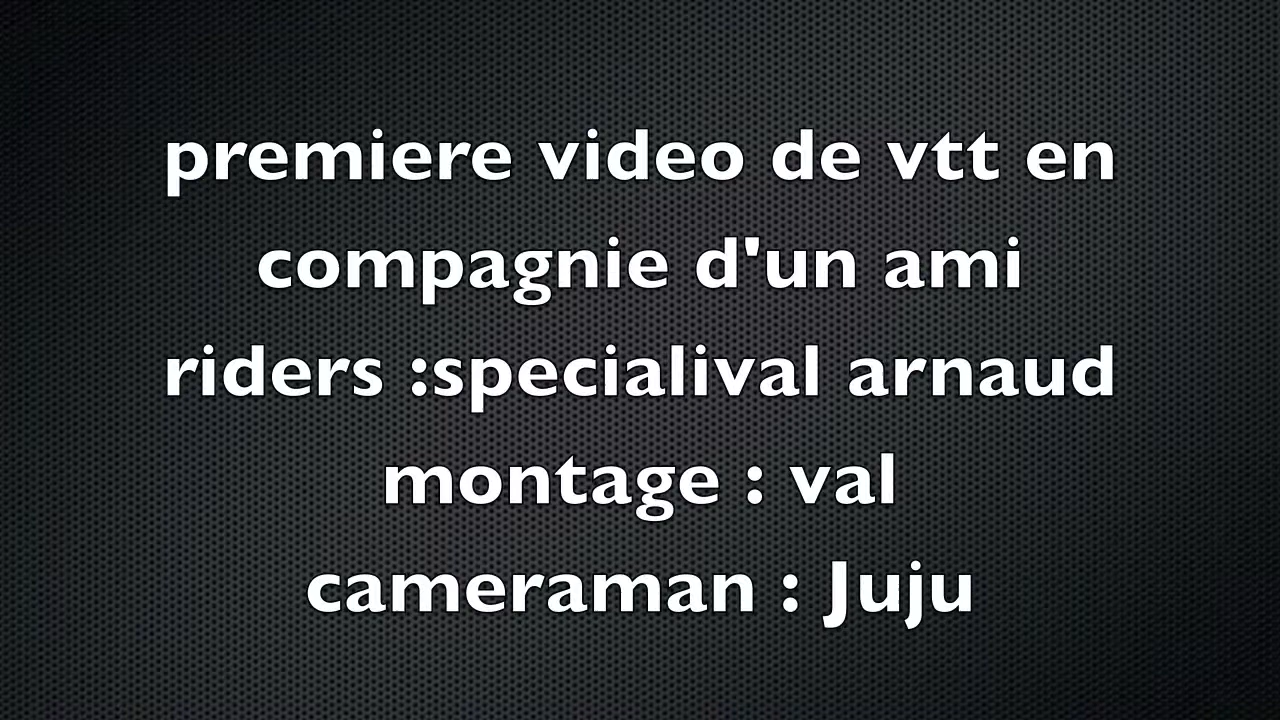 premiere video de vtt en
compagnie d'un ami
riders :specialival arnaud
montage : val
cameraman : Juju